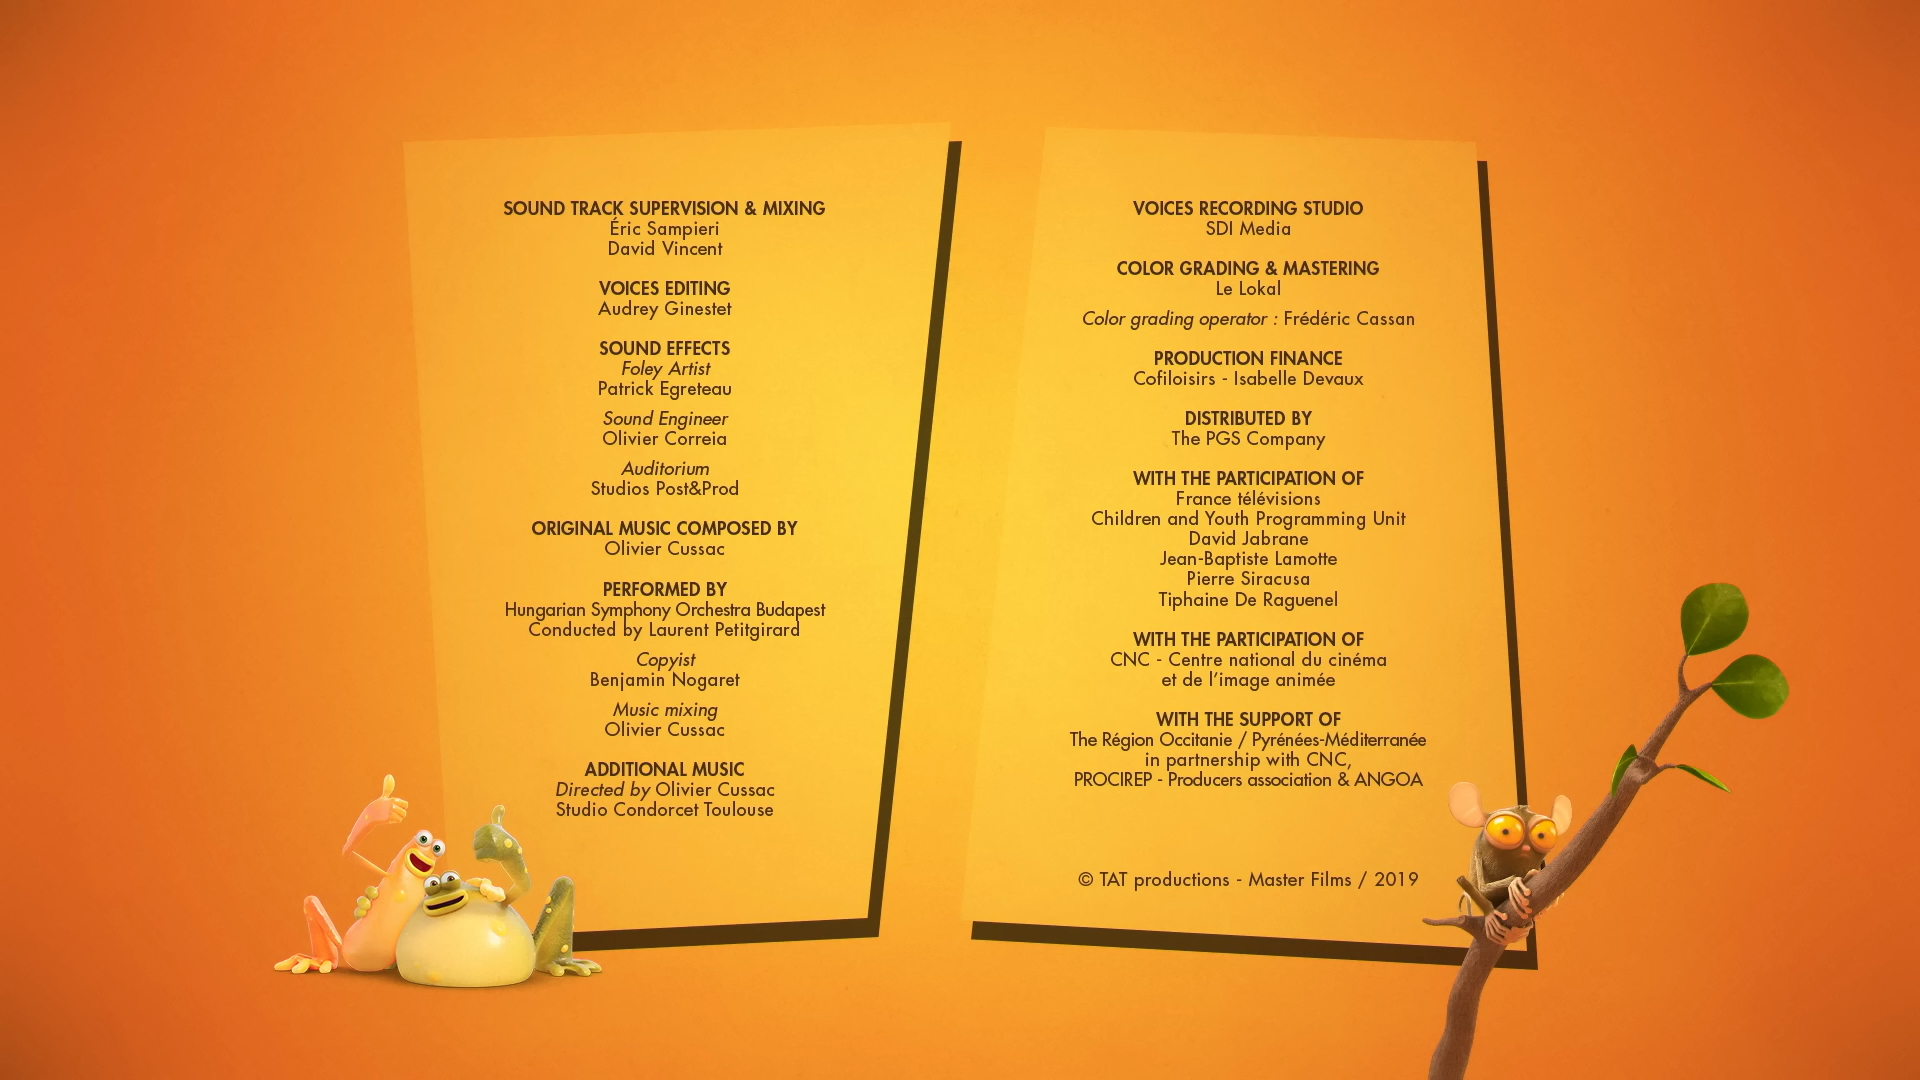 SOUND TRACK SUPERVISION & MIXING
Éric Sampieri
David Vincent
VOICES EDITING
Audrey Ginestet
SOUND EFFECTS
Foley Artist
Patrick Egreteau
Sound Engineer
Olivier Correia
Auditorium
Studios Post&Prod
ORIGINAL MUSIC COMPOSED BY
Olivier Cussac
PERFORMED BY
Hungarian Symphony Orchestra Budapest
Conducted by Laurent Petitgirard
Copyist
Benjamin Nogaret
Music mixing
Olivier Cussac
ADDITIONAL MUSIC
Directed by Olivier Cussac
Studio Condorcet Toulouse
VOICES RECORDING STUDIO
SDI Media
COLOR GRADING & MASTERING
Le Lokal
Color grading operator : Frédéric Cassan
PRODUCTION FINANCE
Cofiloisirs - Isabelle Devaux
DISTRIBUTED BY
The PGS Company
WITH THE PARTICIPATION OF
France télévisions
Children and Youth Programming Unit
David Jabrane
Jean-Baptiste Lamotte
Pierre Siracusa
Tiphaine De Raguenel
WITH THE PARTICIPATION OF
CNC - Centre national du cinéma
et de l’image animée
WITH THE SUPPORT OF
The Région Occitanie / Pyrénées-Méditerranée
in partnership with CNC,
PROCIREP - Producers association & ANGOA
© TAT productions - Master Films / 2019